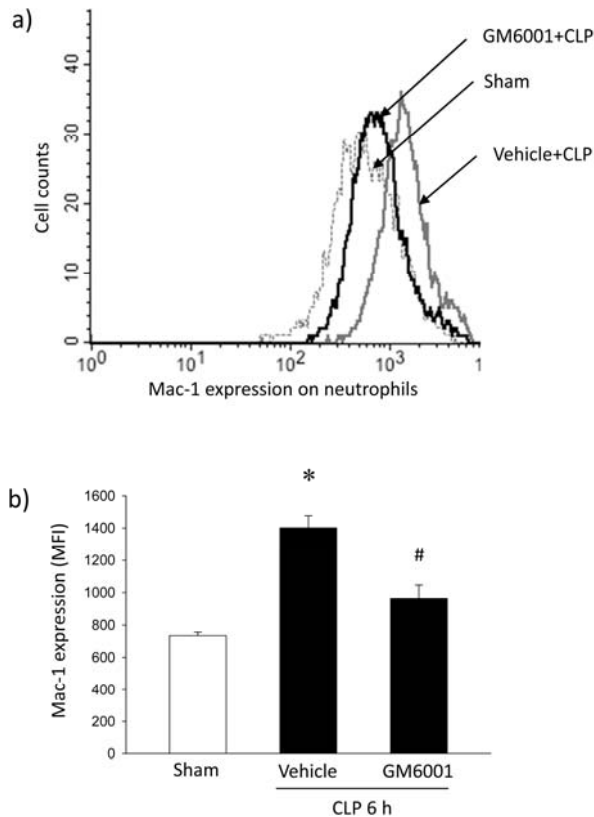 a)
GM6001+CLP
Sham
Vehicle+CLP
Cell counts
40
30
20
10
0
10⁰ 10¹ 10² 10³ 1
Mac-1 expression on neutrophils
b)
Mac-1 expression (MFI)
1600
1400
1200
1000
800
600
400
200
0
*
#
Sham Vehicle GM6001
CLP 6 h